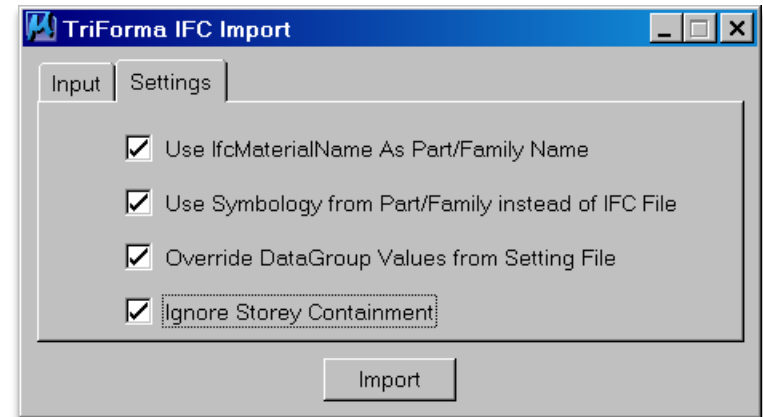 TriForma IFC Import
Input Settings
Use IfcMaterialName As Part/Family Name
Use Symbology from Part/Family instead of IFC File
Override DataGroup Values from Setting File
Ignore Storey Containment
Import